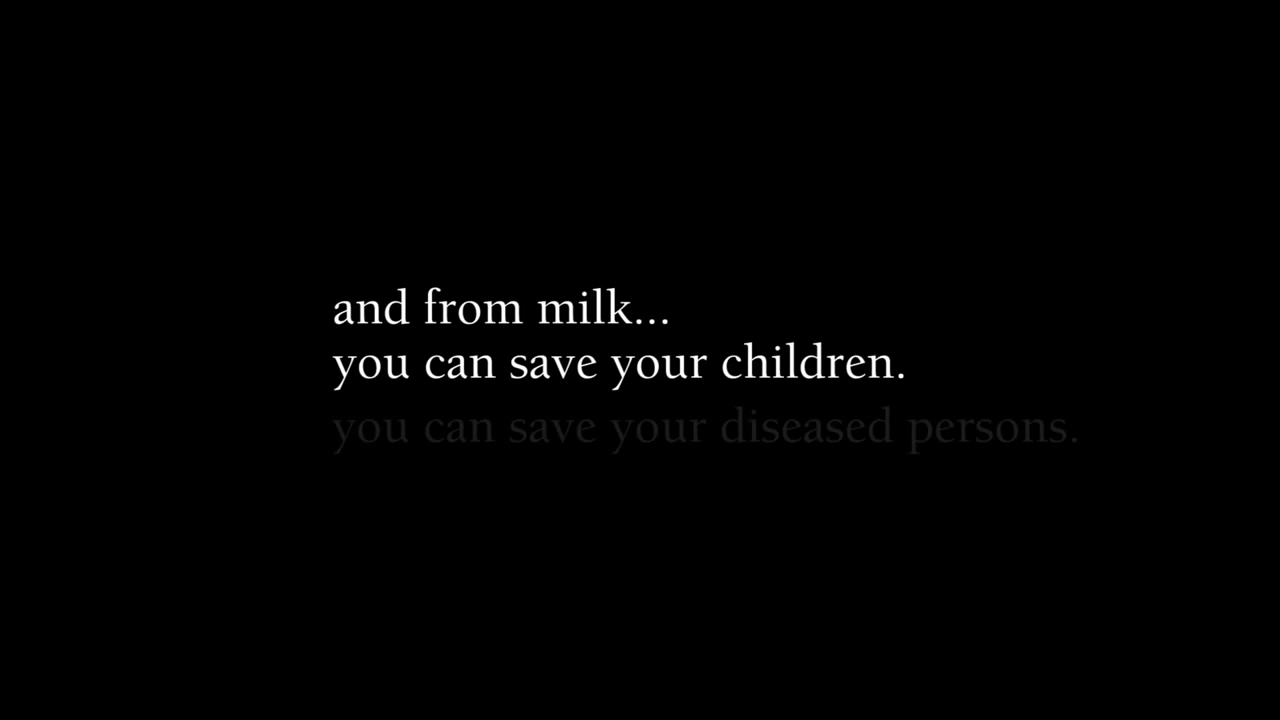 and from milk...
you can save your children.
you can save your diseased persons.